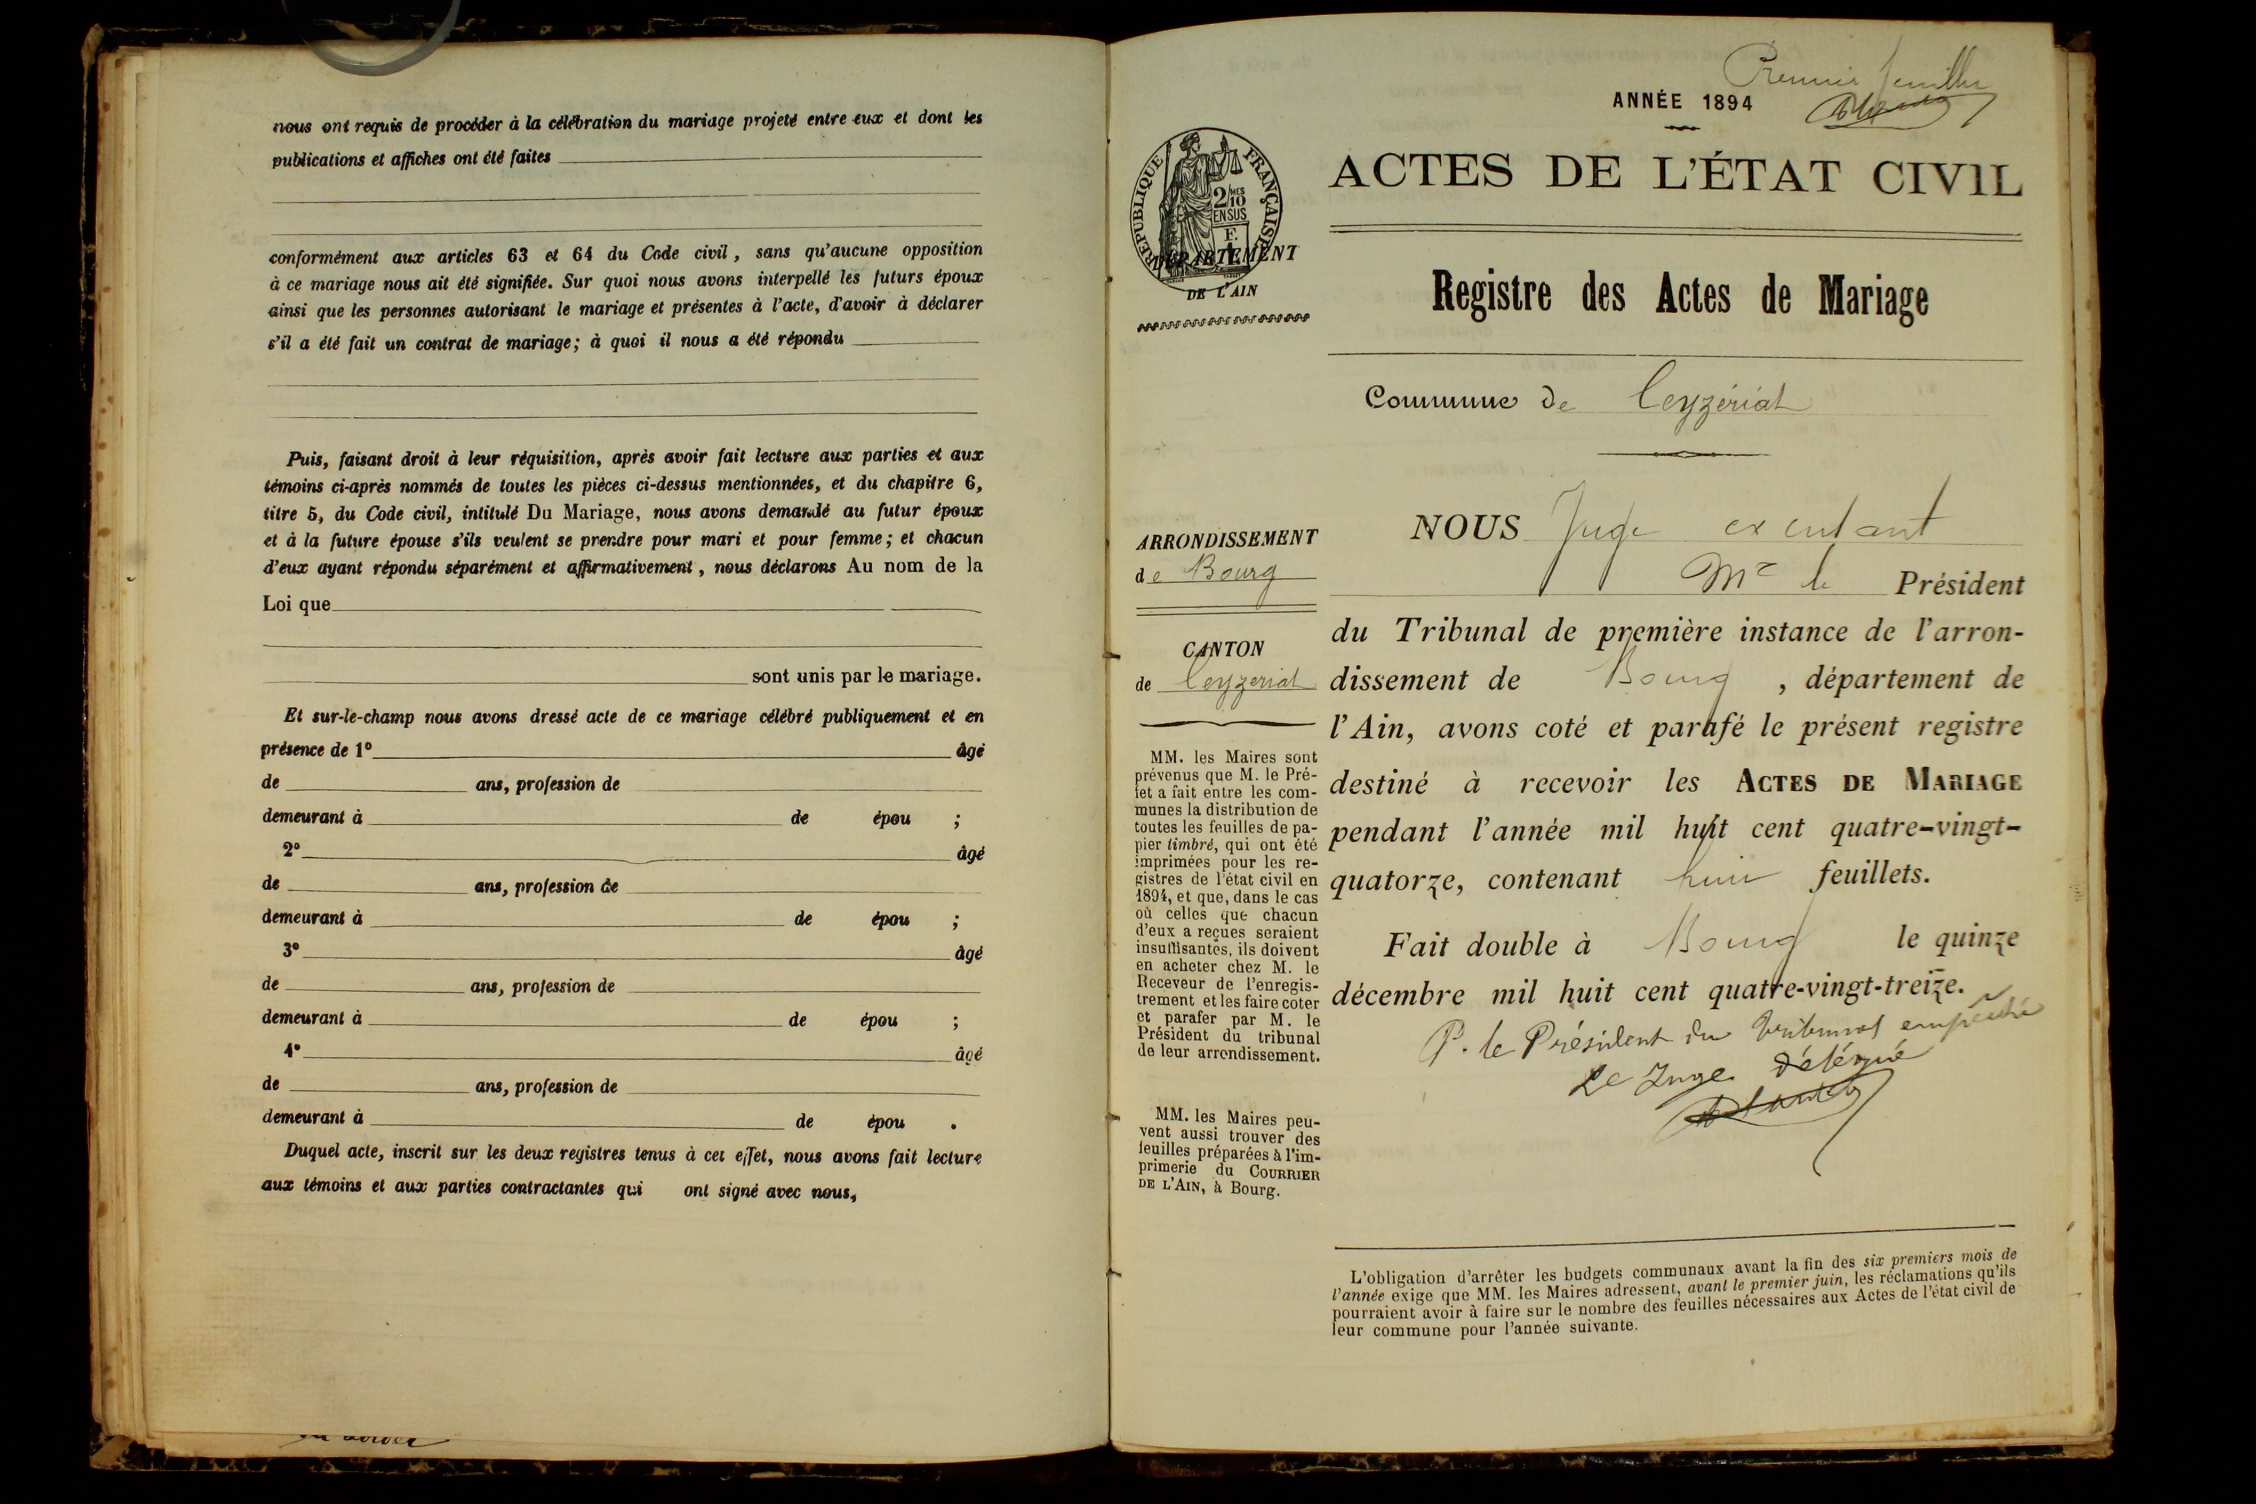 nous ont requis de procéder à la célébration du mariage projeté entre eux et dont les
publications et affiches ont été faites
conformément aux articles 63 et 64 du Code civil, sans qu'aucune opposition
à ce mariage nous ait été signifiée. Sur quoi nous avons interpellé les futurs époux
ainsi que les personnes autorisant le mariage et présentes à l'acte, d'avoir à déclarer
s'il a été fait un contrat de mariage; à quoi il nous a été répondu
Puis, faisant droit à leur réquisition, après avoir fait lecture aux parties et aux
témoins ci-après nommés de toutes les pièces ci-dessus mentionnées, et du chapitre 6,
titre 5, du Code civil, intitulé Du Mariage, nous avons demandé au futur époux
et à la future épouse s'ils veulent se prendre pour mari et pour femme; et chacun
d'eux ayant répondu séparément et affirmativement, nous déclarons Au nom de la
Loi que
sont unis par le mariage.
Et sur-le-champ nous avons dressé acte de ce mariage célébré publiquement et en
présence de 1° âgé
de ans, profession de
demeurant à de épou ;
2° âgé
de ans, profession de
demeurant à de épou ;
3° âgé
de ans, profession de
demeurant à de épou ;
4° âgé
de ans, profession de
demeurant à de épou .
Duquel acte, inscrit sur les deux registres tenus à cet effet, nous avons fait lecture
aux témoins et aux parties contractantes qui ont signé avec nous,
Premier feuillet
ANNÉE 1894
RÉPUBLIQUE FRANÇAISE
2/10 MES
EN SUS
F.
1
DÉPARTEMENT
DE L'AIN
ACTES DE L'ÉTAT CIVIL
Registre des Actes de Mariage
Commune de Ceyzériat
ARRONDISSEMENT
de Bourg
CANTON
de Ceyzeriat
MM. les Maires sont
prévenus que M. le Pré-
fet a fait entre les com-
munes la distribution de
toutes les feuilles de pa-
pier timbré, qui ont été
imprimées pour les re-
gistres de l'état civil en
1894, et que, dans le cas
où celles que chacun
d'eux a reçues seraient
insuffisantes, ils doivent
en acheter chez M. le
Receveur de l'enregis-
trement et les faire coter
et parafer par M. le
Président du tribunal
de leur arrondissement.
MM. les Maires peu-
vent aussi trouver des
feuilles préparées à l'im-
primerie du COURRIER
DE L'AIN, à Bourg.
NOUS Juge
Mr le Président
du Tribunal de première instance de l'arron-
dissement de Bourg , département de
l'Ain, avons coté et parafé le présent registre
destiné à recevoir les ACTES DE MARIAGE
pendant l'année mil huit cent quatre-vingt-
quatorze, contenant huit feuillets.
Fait double à Bourg le quinze
décembre mil huit cent quatre-vingt-treize.
P. le Président du Tribunal empêché
Le Juge Délégué
L'obligation d'arrêter les budgets communaux avant la fin des six premiers mois de
l'année exige que MM. les Maires adressent, avant le premier juin, les réclamations qu'ils
pourraient avoir à faire sur le nombre des feuilles nécessaires aux Actes de l'état civil de
leur commune pour l'année suivante.